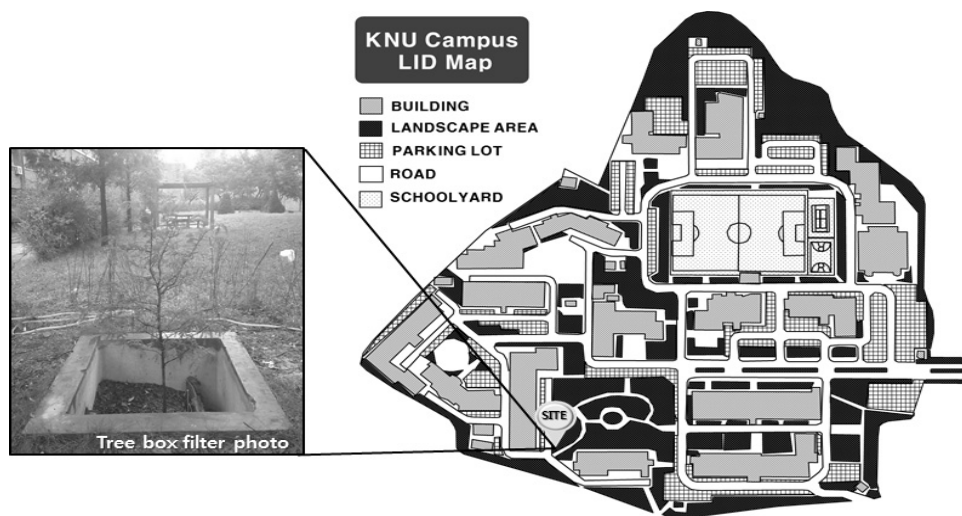 KNU Campus
LID Map
BUILDING
LANDSCAPE AREA
PARKING LOT
ROAD
SCHOOLYARD
SITE
Tree box filter photo